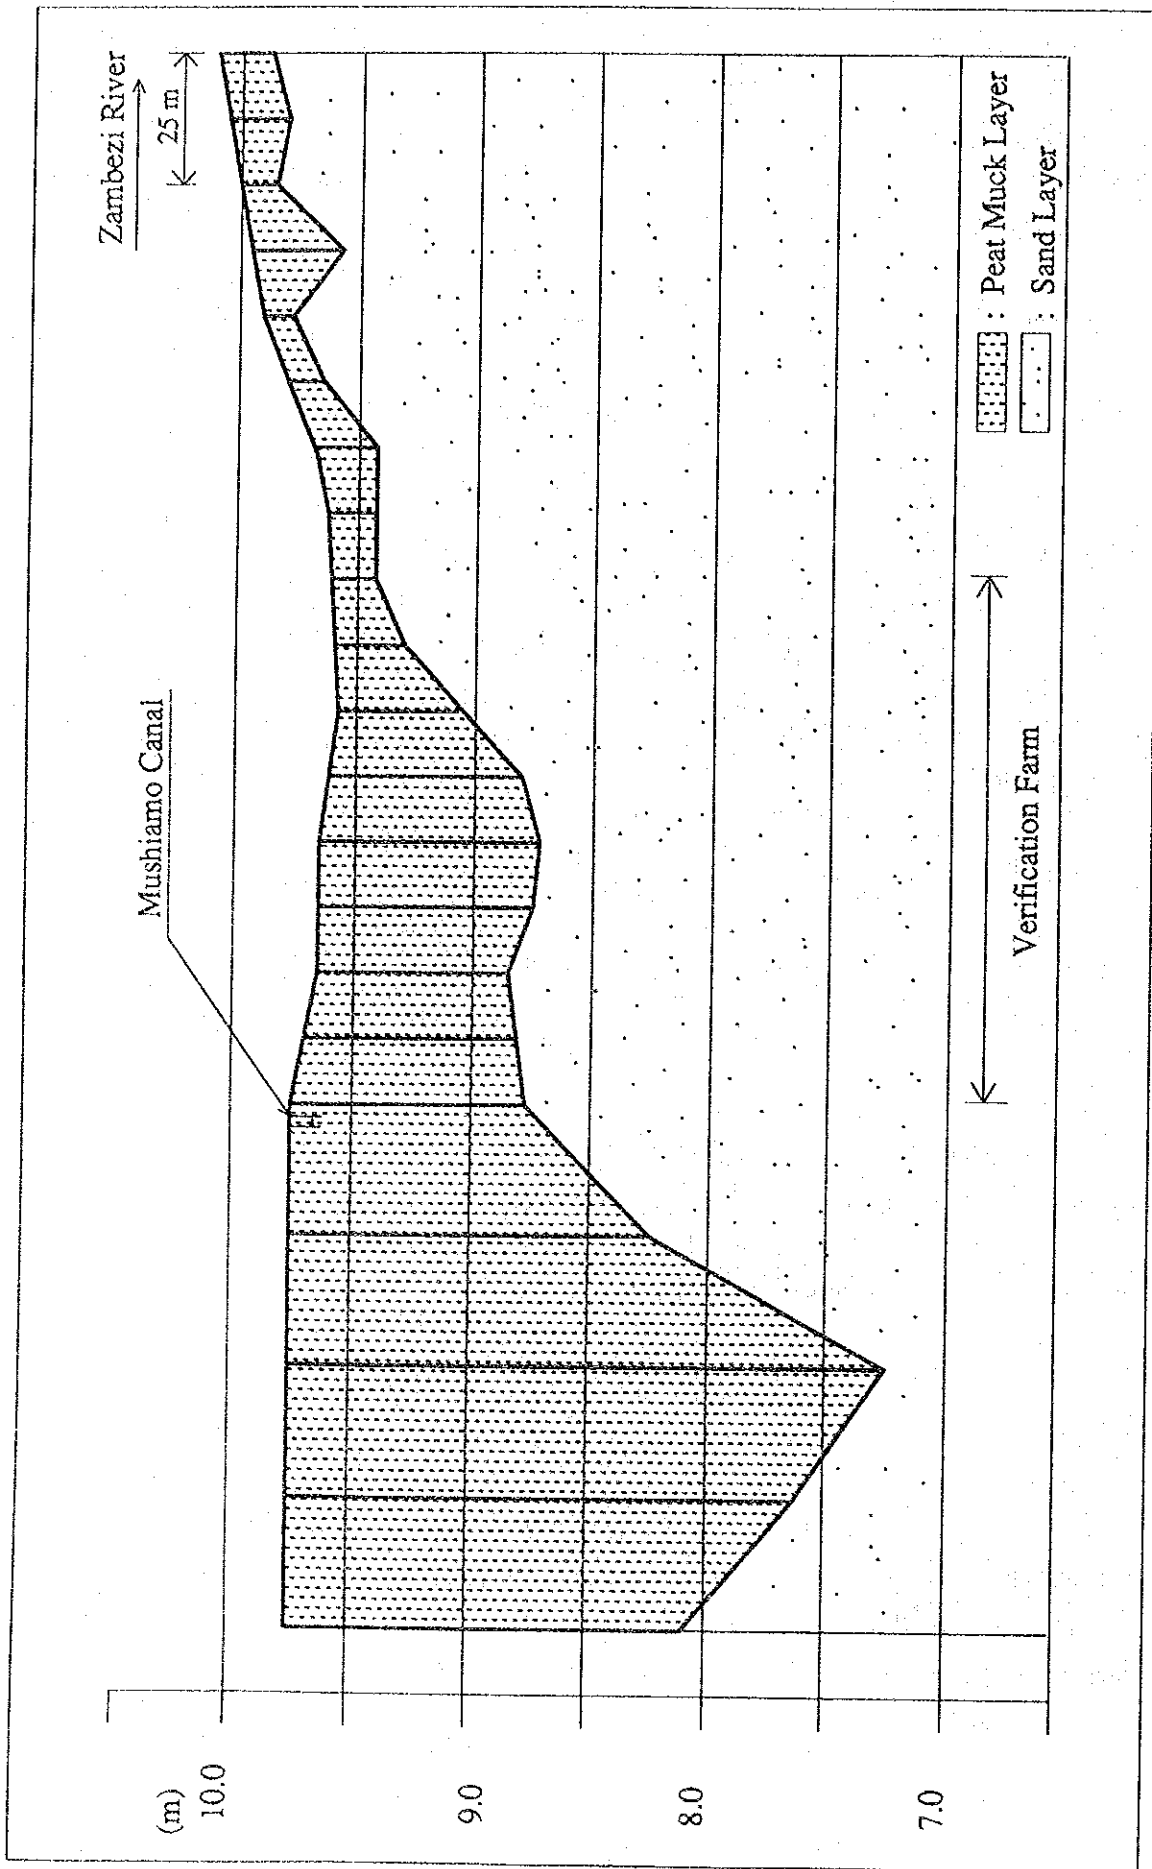 (m)
10.0
9.0
8.0
7.0
Mushiamo Canal
Zambezi River
25 m
Verification Farm
: Peat Muck Layer
: Sand Layer